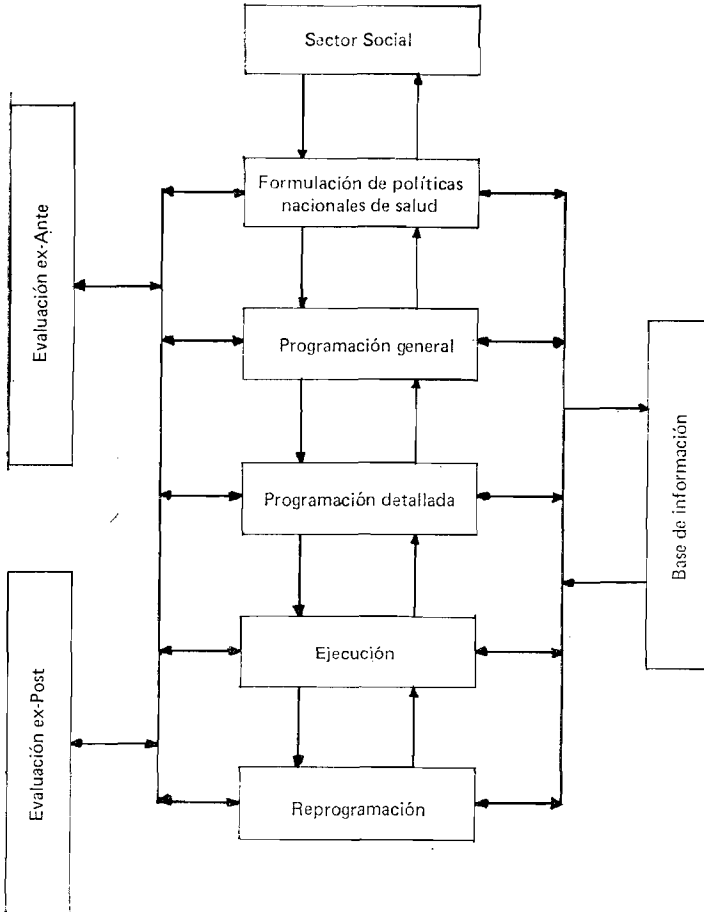 Sector Social
Formulación de políticas
nacionales de salud
Evaluación ex-Ante
Programación general
Programación detallada
Base de información
Ejecución
Evaluación ex-Post
Reprogramación